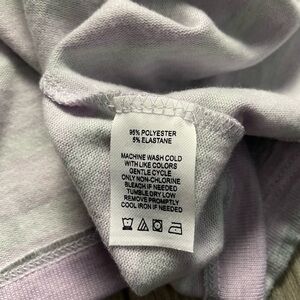 95% POLYESTER
5% ELASTANE
MACHINE WASH COLD
WITH LIKE COLORS
GENTLE CYCLE
ONLY NON-CHLORINE
BLEACH IF NEEDED
TUMBLE DRY LOW
REMOVE PROMPTLY
COOL IRON IF NEEDED